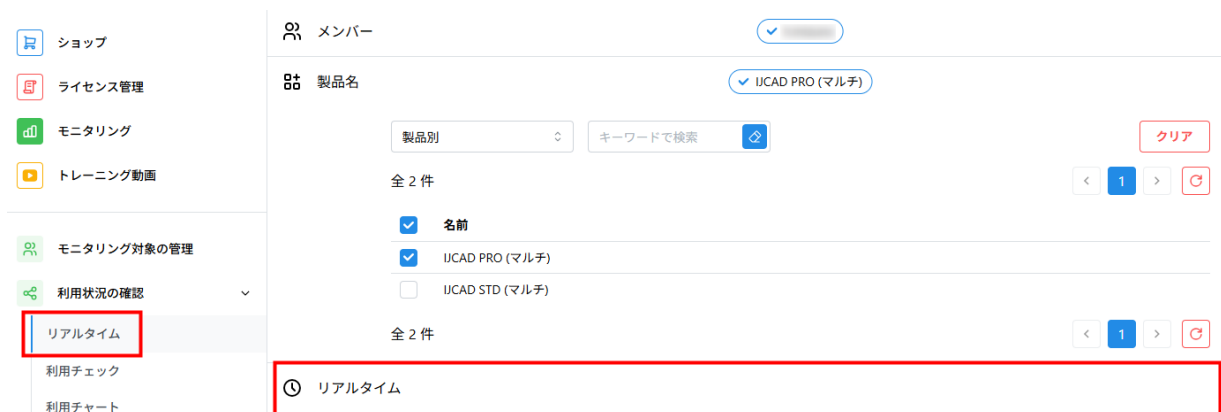 ショップ
ライセンス管理
モニタリング
トレーニング動画
モニタリング対象の管理
利用状況の確認
リアルタイム
利用チェック
利用チャート
メンバー
製品名
IJCAD PRO (マルチ)
製品別
キーワードで検索
クリア
全 2 件
1
名前
IJCAD PRO (マルチ)
IJCAD STD (マルチ)
全 2 件
1
リアルタイム